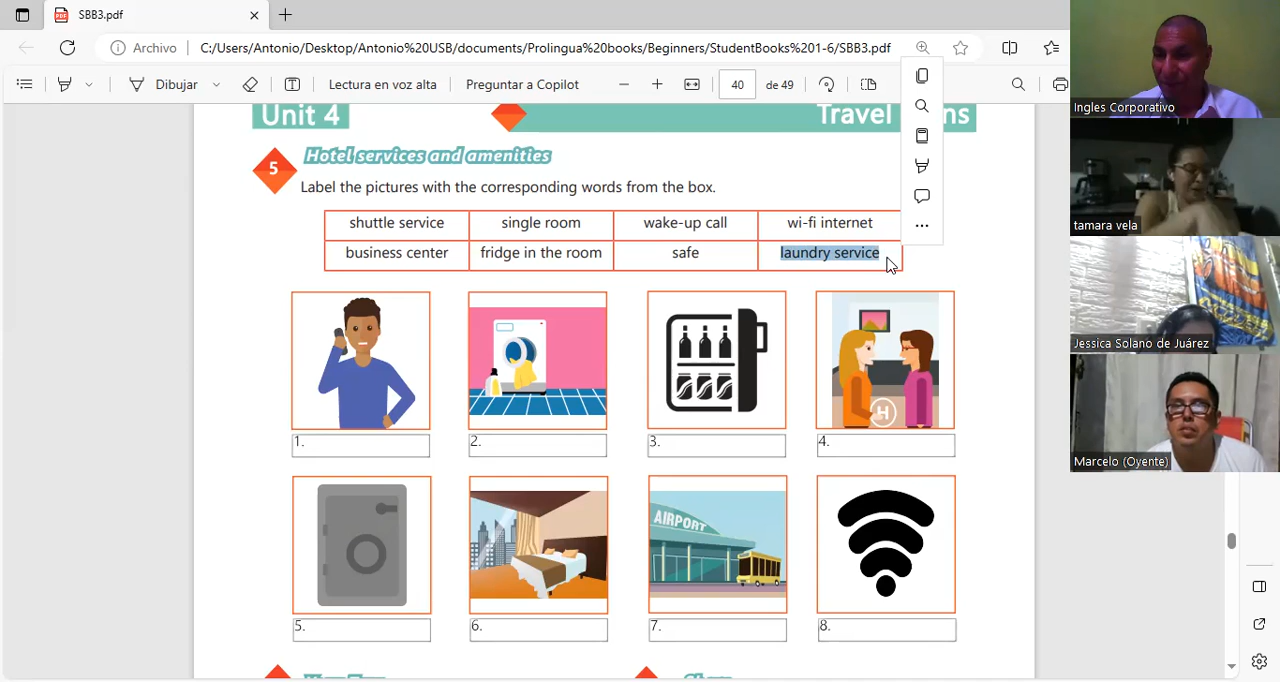 SBB3.pdf
Archivo
C:/Users/Antonio/Desktop/Antonio%20USB/documents/Prolingua%20books/Beginners/StudentBooks%201-6/SBB3.pdf
Dibujar
Lectura en voz alta
Preguntar a Copilot
40
de 49
Unit 4
Travel
ns
5
Hotel services and amenities
Label the pictures with the corresponding words from the box.
shuttle service single room wake-up call wi-fi internet
business center fridge in the room safe laundry service
H
1. 2. 3. 4.
AIRPORT
5. 6. 7. 8.
Ingles Corporativo
tamara vela
Jessica Solano de Juárez
Marcelo (Oyente)